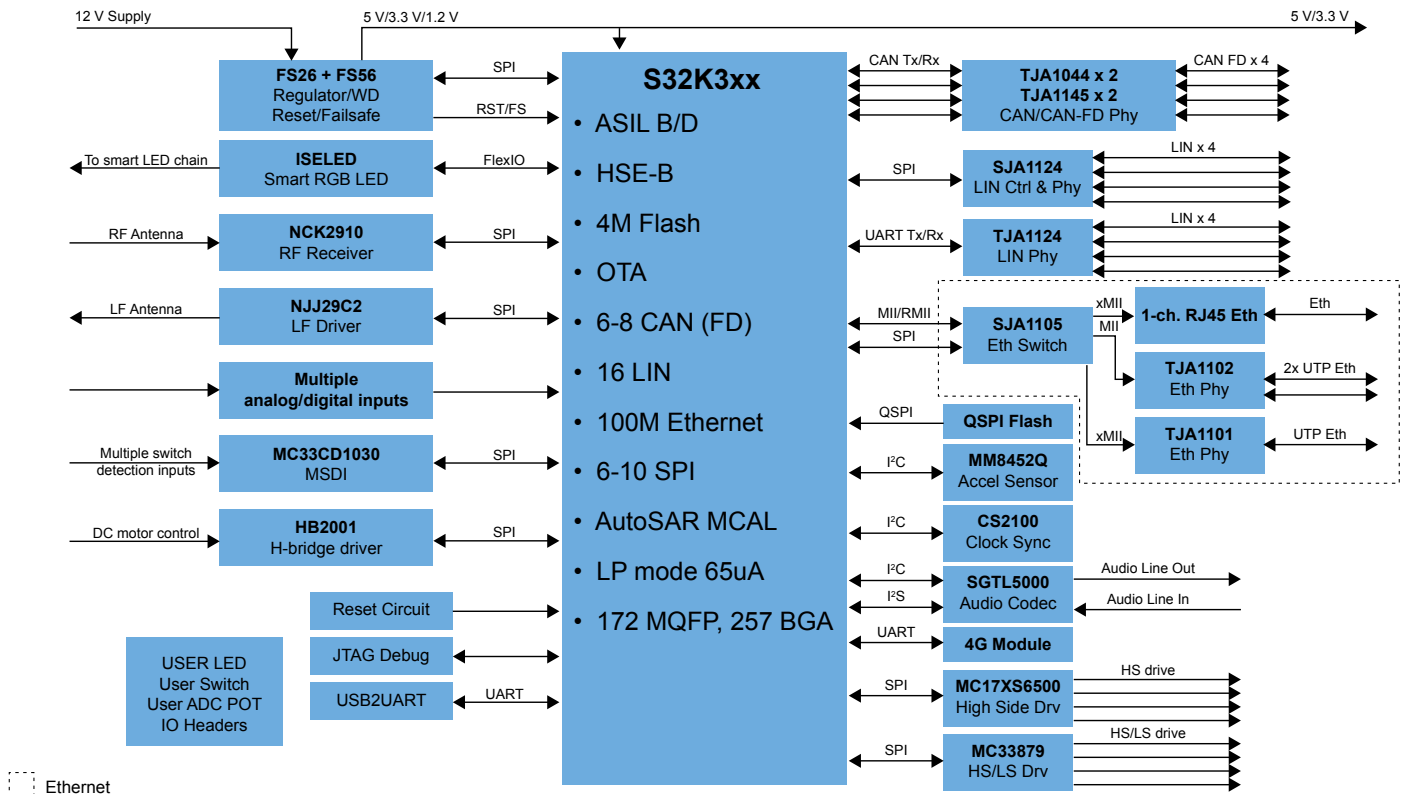 12 V Supply
5 V/3.3 V/1.2 V
5 V/3.3 V
FS26 + FS56
Regulator/WD
Reset/Failsafe
SPI
RST/FS
To smart LED chain
ISELED
Smart RGB LED
FlexIO
RF Antenna
NCK2910
RF Receiver
SPI
LF Antenna
NJJ29C2
LF Driver
SPI
Multiple
analog/digital inputs
Multiple switch
detection inputs
MC33CD1030
MSDI
SPI
DC motor control
HB2001
H-bridge driver
SPI
Reset Circuit
JTAG Debug
USB2UART
UART
USER LED
User Switch
User ADC POT
IO Headers
Ethernet
S32K3xx
• ASIL B/D
• HSE-B
• 4M Flash
• OTA
• 6-8 CAN (FD)
• 16 LIN
• 100M Ethernet
• 6-10 SPI
• AutoSAR MCAL
• LP mode 65uA
• 172 MQFP, 257 BGA
CAN Tx/Rx
TJA1044 x 2
TJA1145 x 2
CAN/CAN-FD Phy
CAN FD x 4
SPI
SJA1124
LIN Ctrl & Phy
LIN x 4
UART Tx/Rx
TJA1124
LIN Phy
LIN x 4
MII/RMII
SPI
SJA1105
Eth Switch
xMII
MII
xMII
1-ch. RJ45 Eth
Eth
TJA1102
Eth Phy
2x UTP Eth
TJA1101
Eth Phy
UTP Eth
QSPI
QSPI Flash
I²C
MM8452Q
Accel Sensor
I²C
CS2100
Clock Sync
I²C
I²S
SGTL5000
Audio Codec
Audio Line Out
Audio Line In
UART
4G Module
SPI
MC17XS6500
High Side Drv
HS drive
SPI
MC33879
HS/LS Drv
HS/LS drive